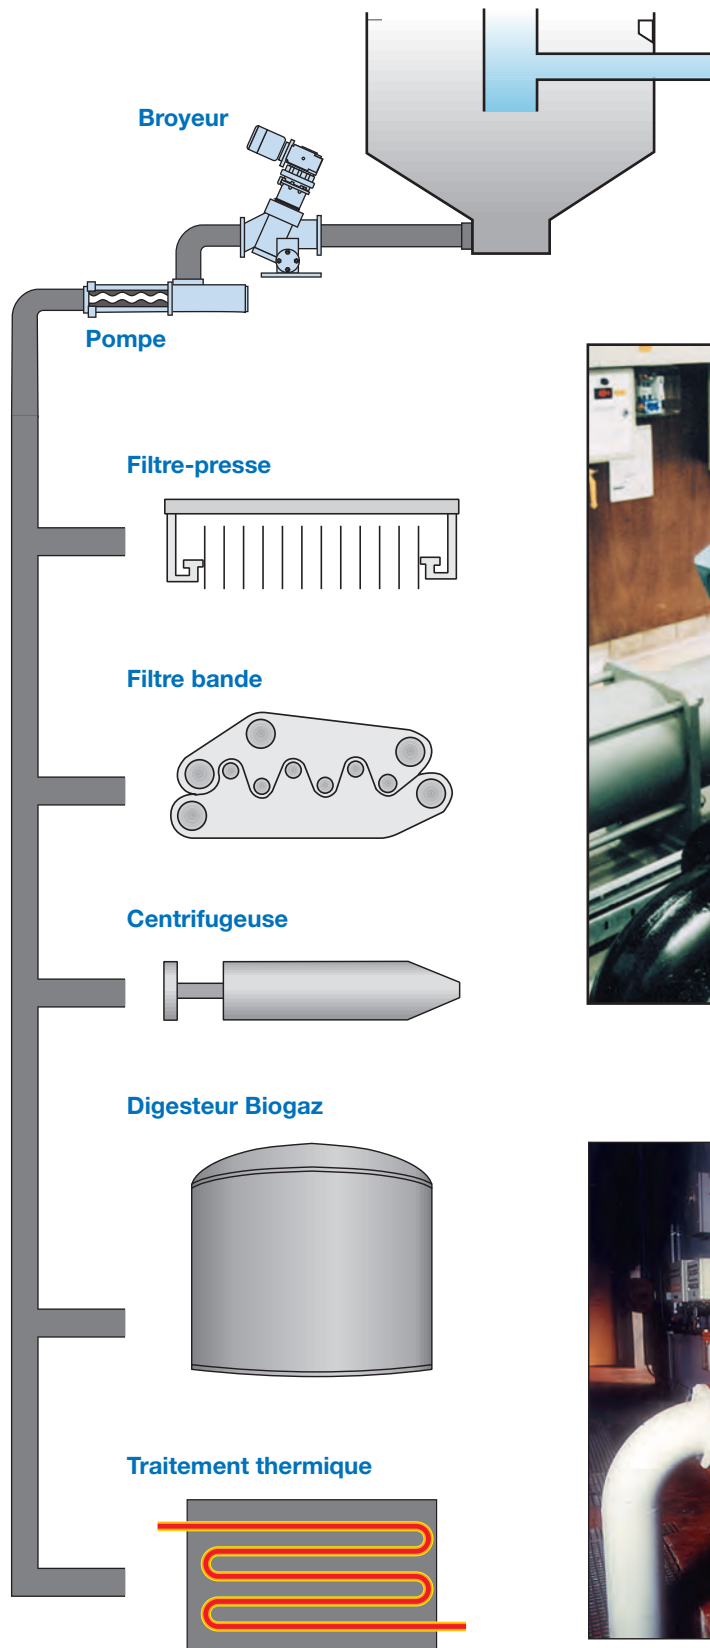 Broyeur
Pompe
Filtre-presse
Filtre bande
Centrifugeuse
Digesteur Biogaz
Traitement thermique